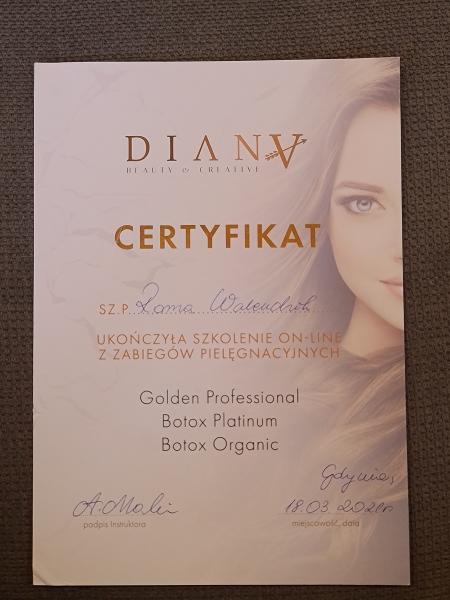 DIANA
BEAUTY & CREATIVE
CERTYFIKAT
SZ.P. Roma
UKOŃCZYŁA SZKOLENIE ON-LINE
Z ZABIEGÓW PIELĘGNACYJNYCH
Golden Professional
Botox Platinum
Botox Organic
Gdynia,
18.03.2021r
podpis Instruktora
miejscowość, data